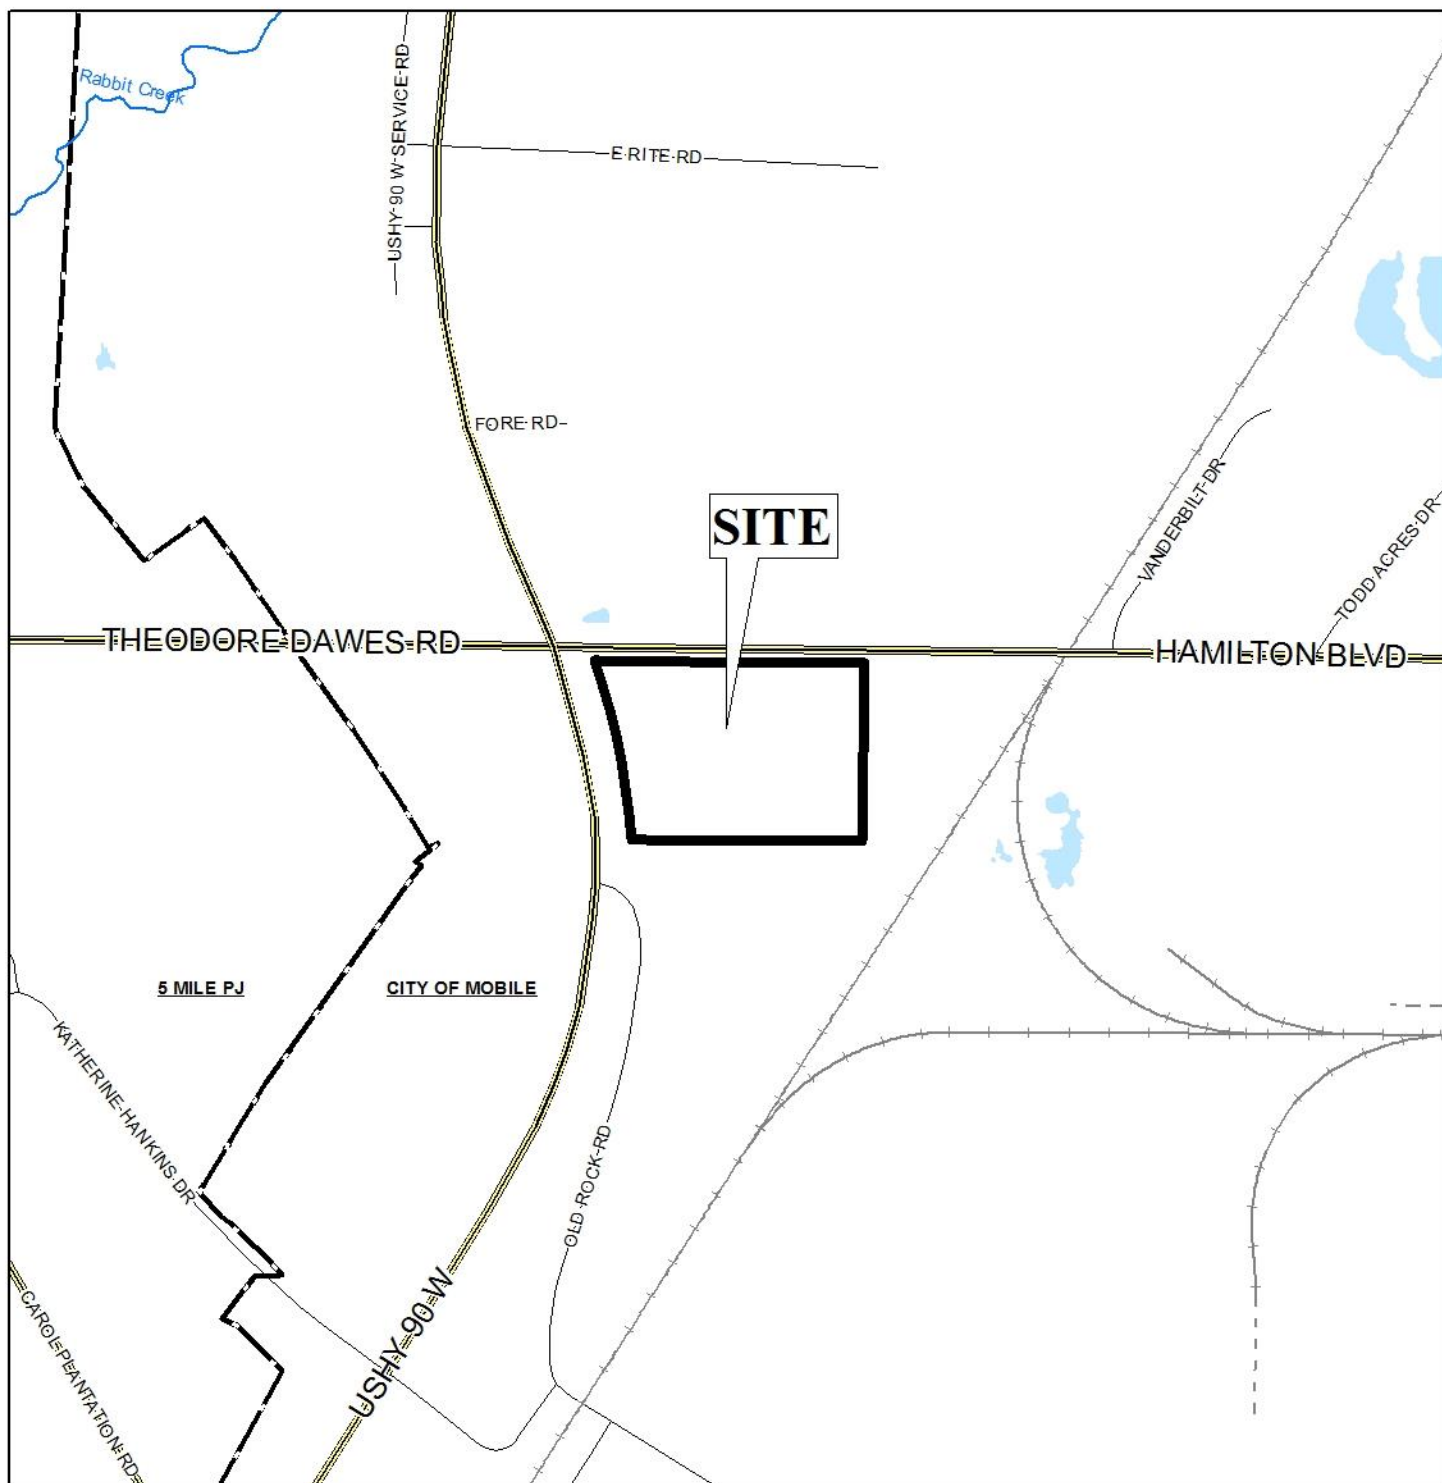 Rabbit Creek
USHY 90 W SERVICE RD
E RITE RD
FORE RD
SITE
VANDERBILT DR
TODD ACRES DR
THEODORE DAWES RD
HAMILTON BLVD
5 MILE PJ
CITY OF MOBILE
KATHERINE HANKINS DR
OLD ROCK RD
USHY 90 W
CAROL PLANTATION RD